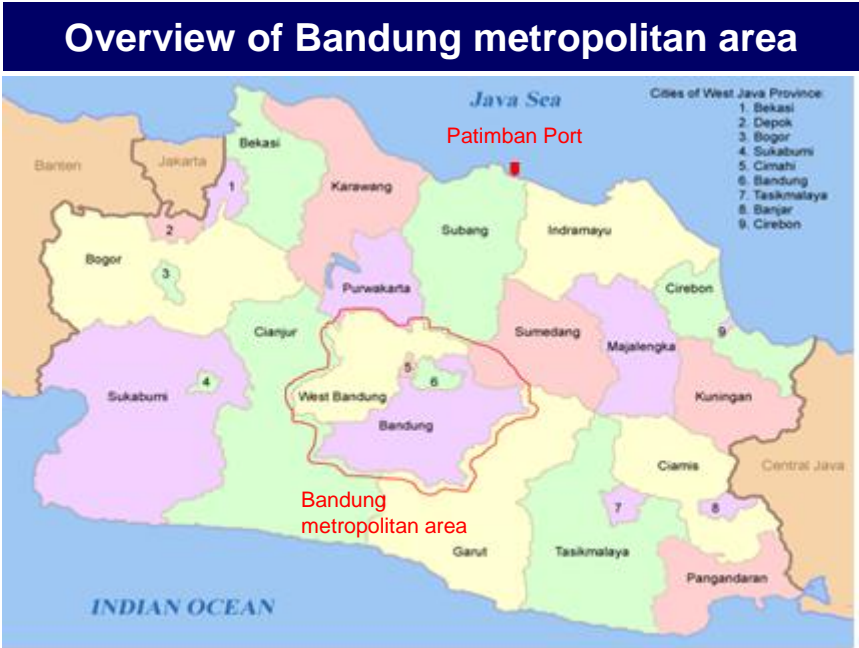 Overview of Bandung metropolitan area
Java Sea
Cities of West Java Province:
1. Bekasi
2. Depok
3. Bogor
4. Sukabumi
5. Cimahi
6. Bandung
7. Tasikmalaya
8. Banjar
9. Cirebon
Patimban Port
Bekasi
Banten
Jakarta
1
Karawang
2
Subang
Indramayu
Bogor
3
Purwakarta
Cirebon
Cianjur
Sumedang
9
Majalengka
5
6
4
Sukabumi
West Bandung
Kuningan
Bandung
Ciamis
Central Java
Bandung
metropolitan area
7
8
Garut
Tasikmalaya
Pangandaran
INDIAN OCEAN